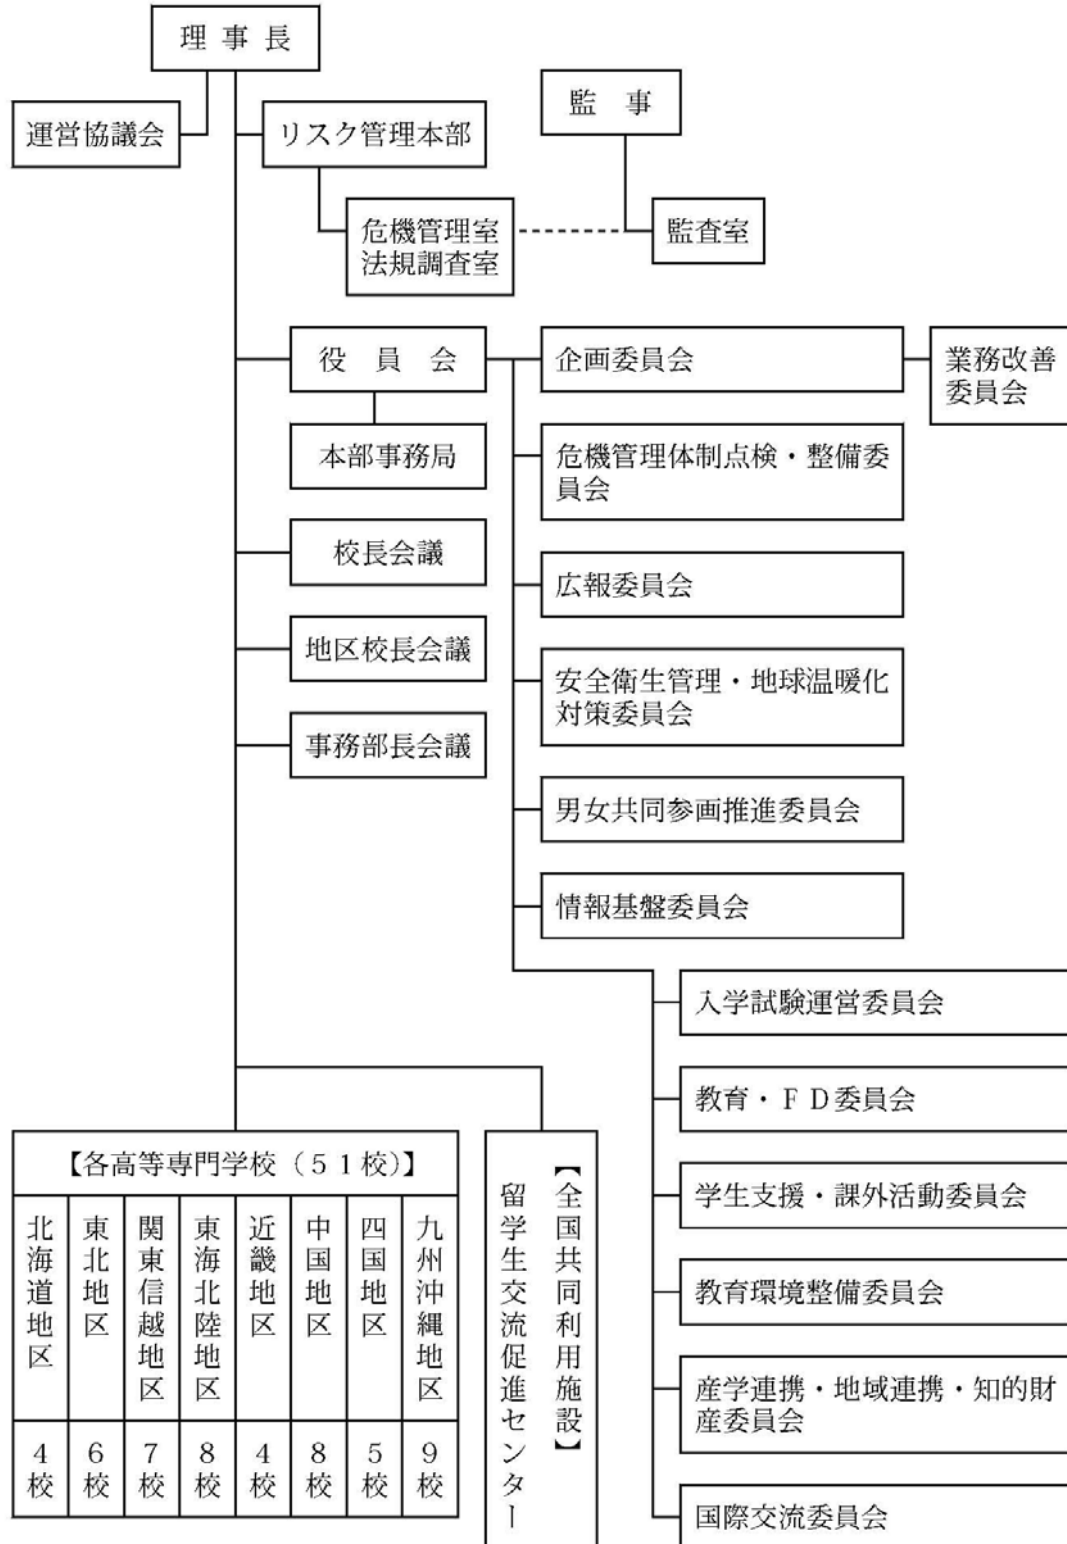 理事長
運営協議会
リスク管理本部
監事
危機管理室
法規調査室
監査室
役員会
企画委員会
業務改善
委員会
本部事務局
危機管理体制点検・整備委
員会
校長会議
広報委員会
地区校長会議
安全衛生管理・地球温暖化
対策委員会
事務部長会議
男女共同参画推進委員会
情報基盤委員会
入学試験運営委員会
教育・ＦＤ委員会
学生支援・課外活動委員会
教育環境整備委員会
産学連携・地域連携・知的財
産委員会
国際交流委員会
【各高等専門学校（５１校）】
北海道地区
東北地区
関東信越地区
東海北陸地区
近畿地区
中国地区
四国地区
九州沖縄地区
４校
６校
７校
８校
４校
８校
５校
９校
【全国共同利用施設】
留学生交流促進センター